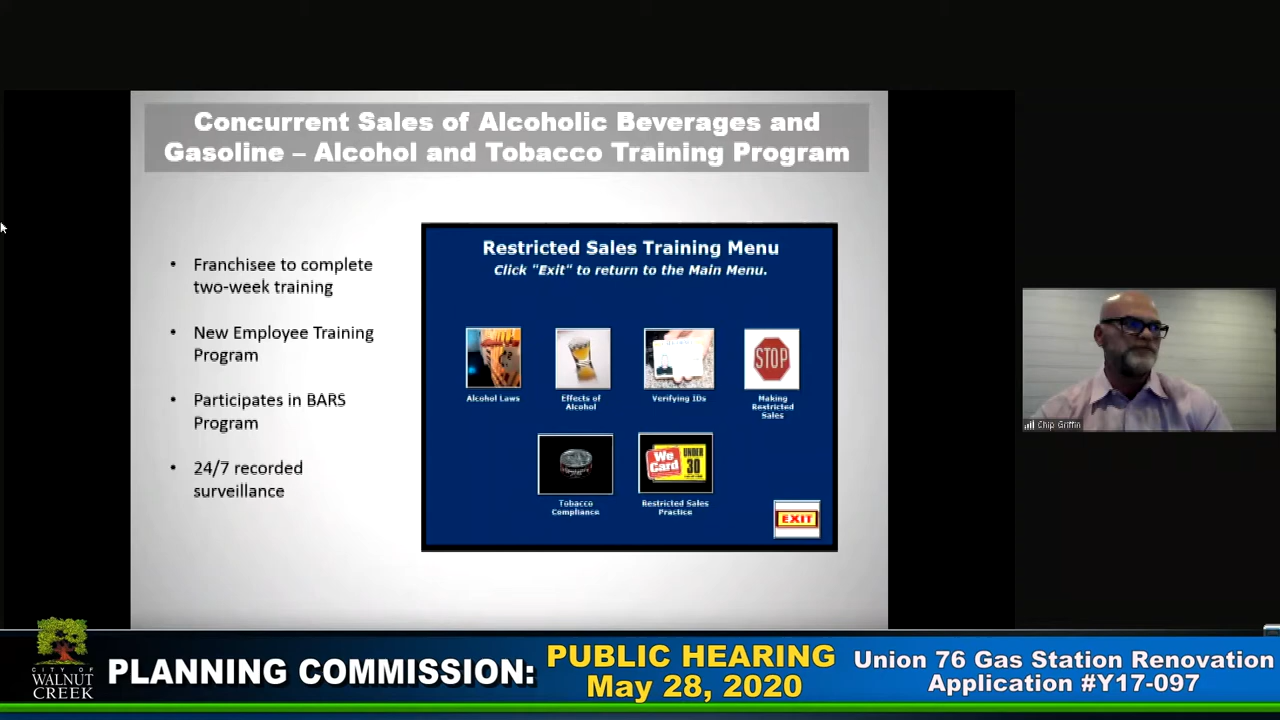 Concurrent Sales of Alcoholic Beverages and
Gasoline – Alcohol and Tobacco Training Program
• Franchisee to complete
two-week training
• New Employee Training
Program
• Participates in BARS
Program
• 24/7 recorded
surveillance
Restricted Sales Training Menu
Click "Exit" to return to the Main Menu.
STOP
Alcohol Laws
Effects of
Alcohol
Verifying IDs
Making
Restricted
Sales
We
Card
UNDER
30
Tobacco
Compliance
Restricted Sales
Practice
EXIT
Chip Griffin
CITY OF
WALNUT
CREEK
PLANNING COMMISSION:
PUBLIC HEARING
May 28, 2020
Union 76 Gas Station Renovation
Application #Y17-097